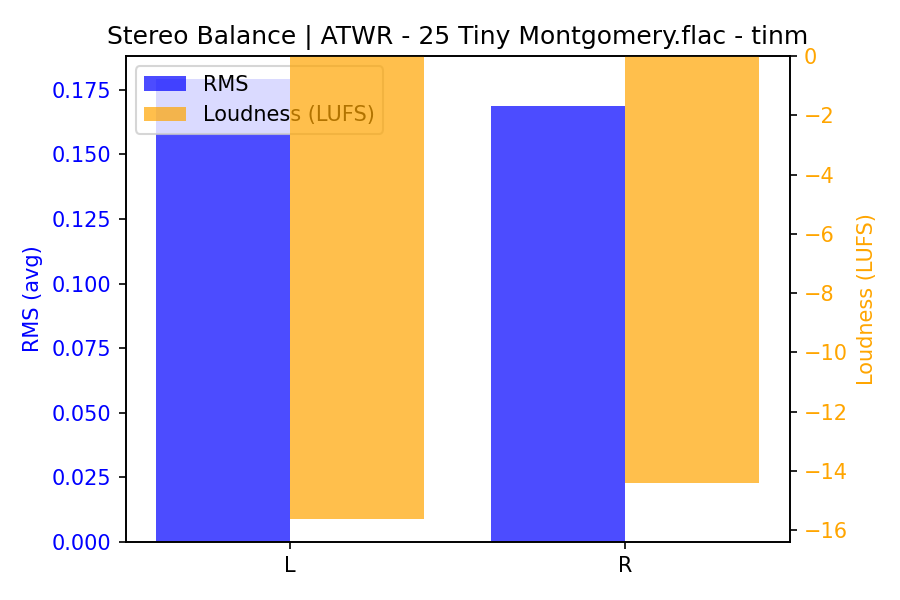 Stereo Balance | ATWR - 25 Tiny Montgomery.flac - tinm
RMS
Loudness (LUFS)
RMS (avg)
0.175
0.150
0.125
0.100
0.075
0.050
0.025
0.000
L
R
0
−2
−4
−6
−8
−10
−12
−14
−16
Loudness (LUFS)